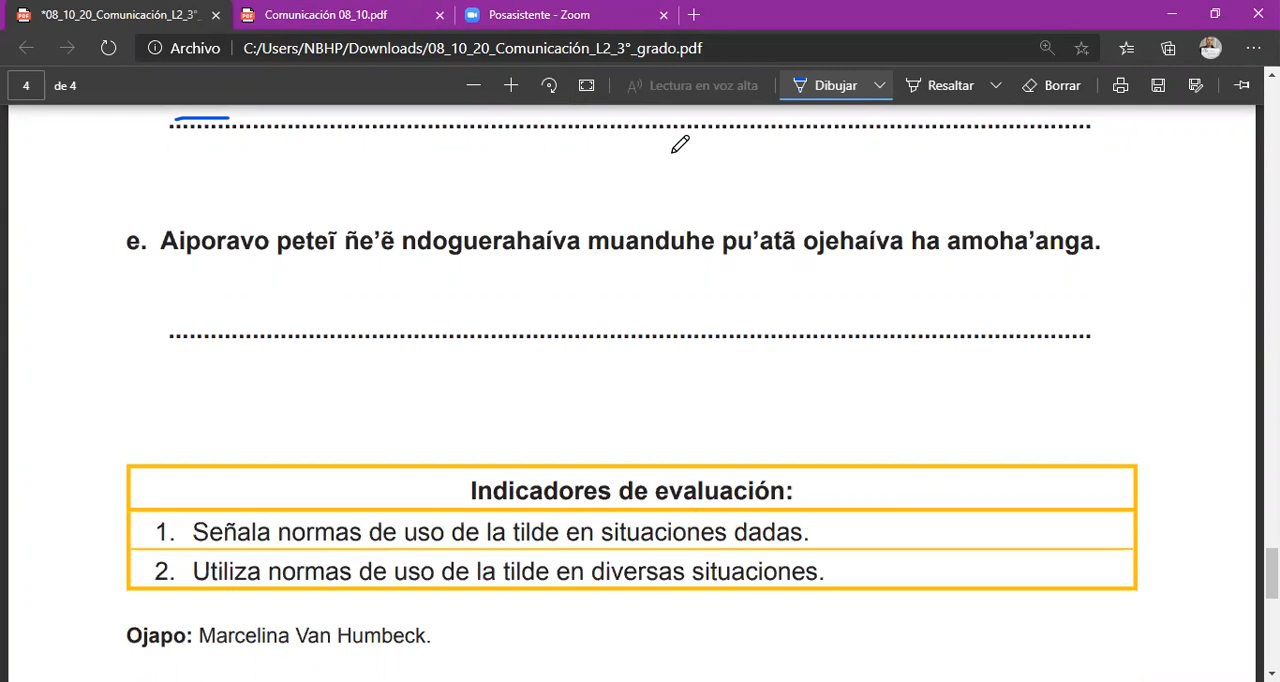 *08_10_20_Comunicación_L2_3°_
Comunicación 08_10.pdf
Posasistente - Zoom
Archivo C:/Users/NBHP/Downloads/08_10_20_Comunicación_L2_3°_grado.pdf
4 de 4
Lectura en voz alta
Dibujar
Resaltar
Borrar
e. Aiporavo peteĩ ñe’ẽ ndoguerahaíva muanduhe pu’atã ojehaíva ha amoha’anga.
Indicadores de evaluación:
1. Señala normas de uso de la tilde en situaciones dadas.
2. Utiliza normas de uso de la tilde en diversas situaciones.
Ojapo: Marcelina Van Humbeck.